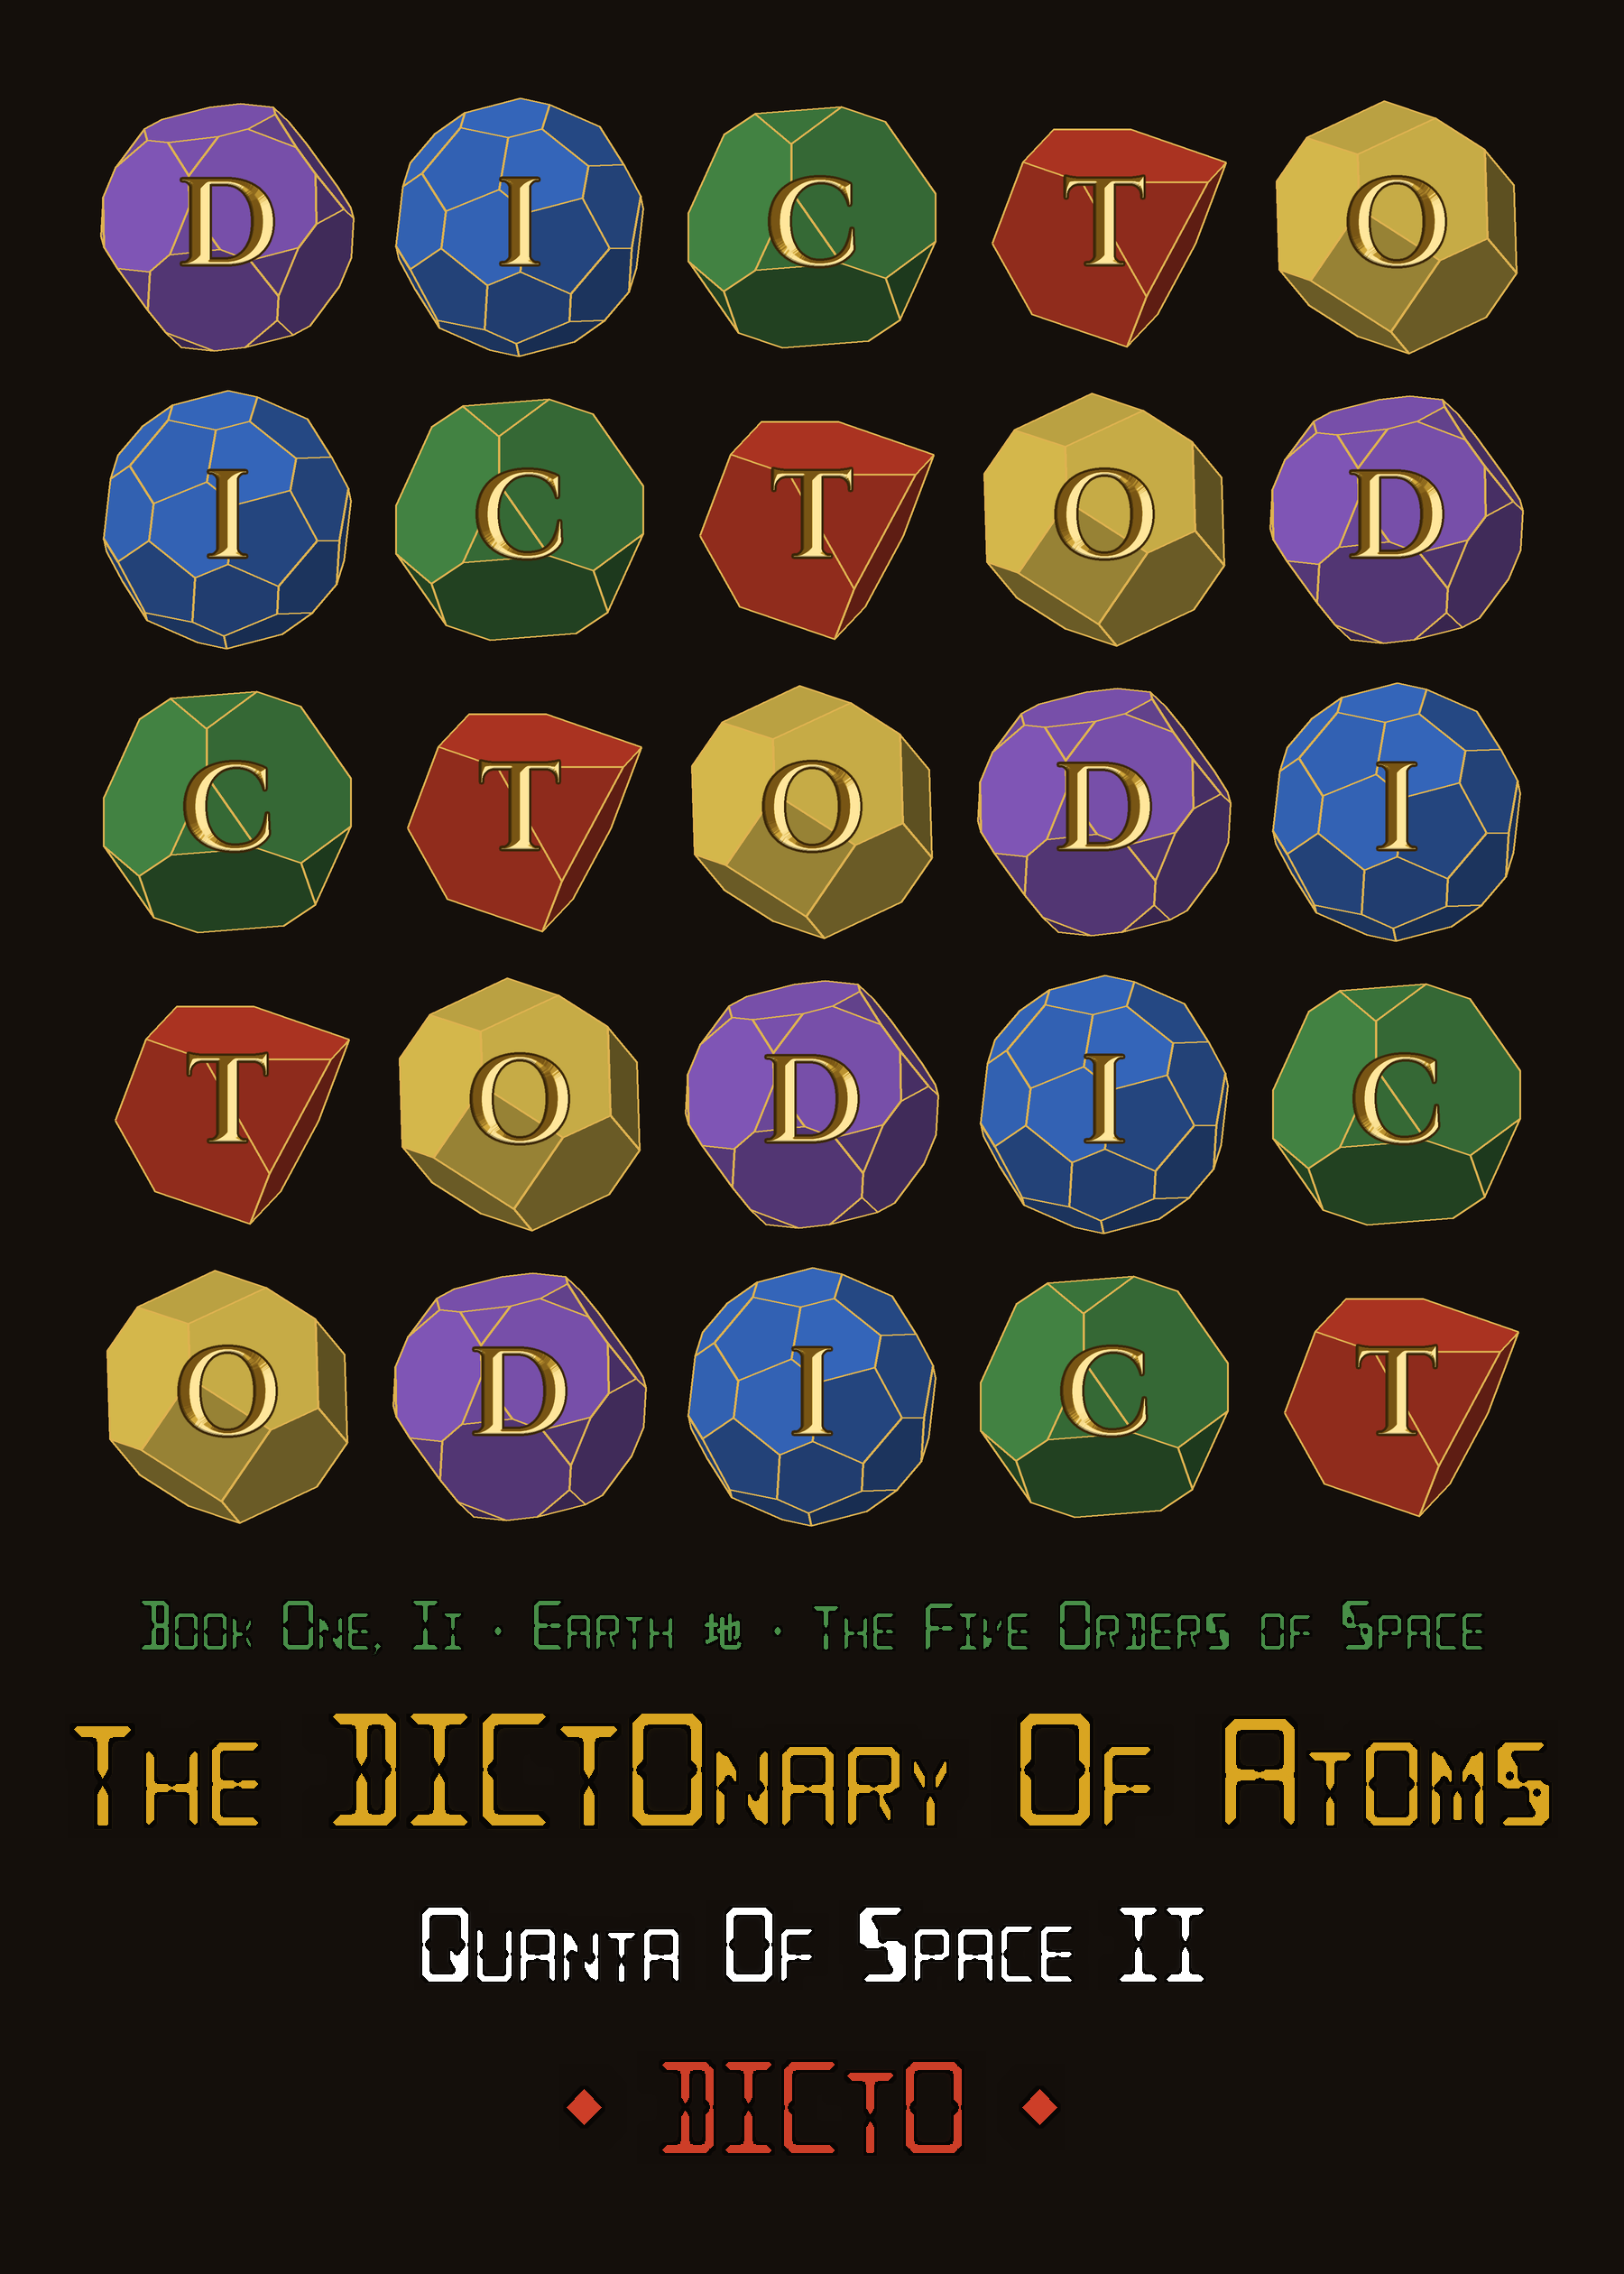 D I C T O
I C T O D
C T O D I
T O D I C
O D I C T
Book One, II · Earth 地 · The Five Orders of Space
The DICTOnary Of Atoms
Quanta Of Space II
◆ DICTO ◆